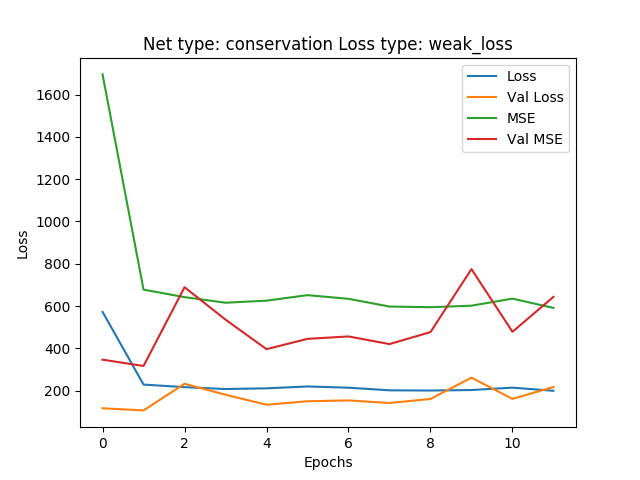 Net type: conservation Loss type: weak_loss
Loss
Val Loss
MSE
Val MSE
1600
1400
1200
1000
800
600
400
200
Loss
0 2 4 6 8 10
Epochs